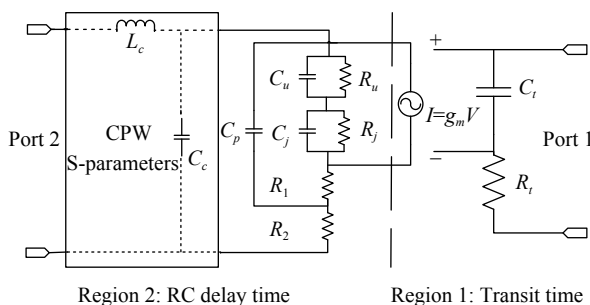 L_c
Port 2
CPW
S-parameters
C_c
C_p
C_u
R_u
C_j
R_j
R_1
R_2
I=g_mV
+
−
C_t
R_t
Port 1
Region 2: RC delay time
Region 1: Transit time